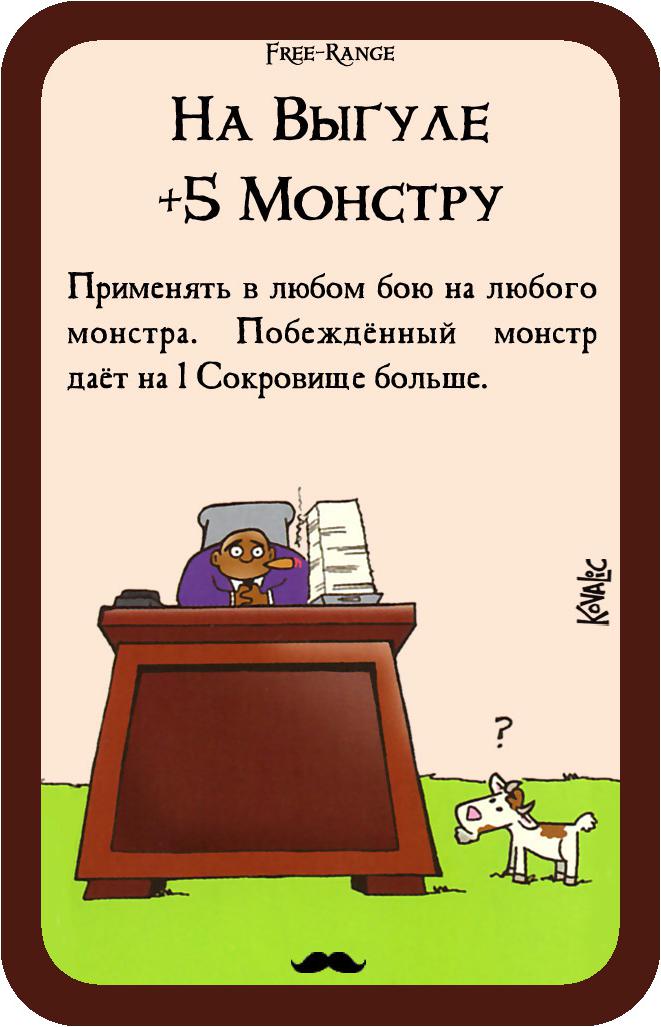 Free-Range
На Выгуле
+5 Монстру
Применять в любом бою на любого
монстра. Побеждённый монстр
даёт на 1 Сокровище больше.
Kovalic
?